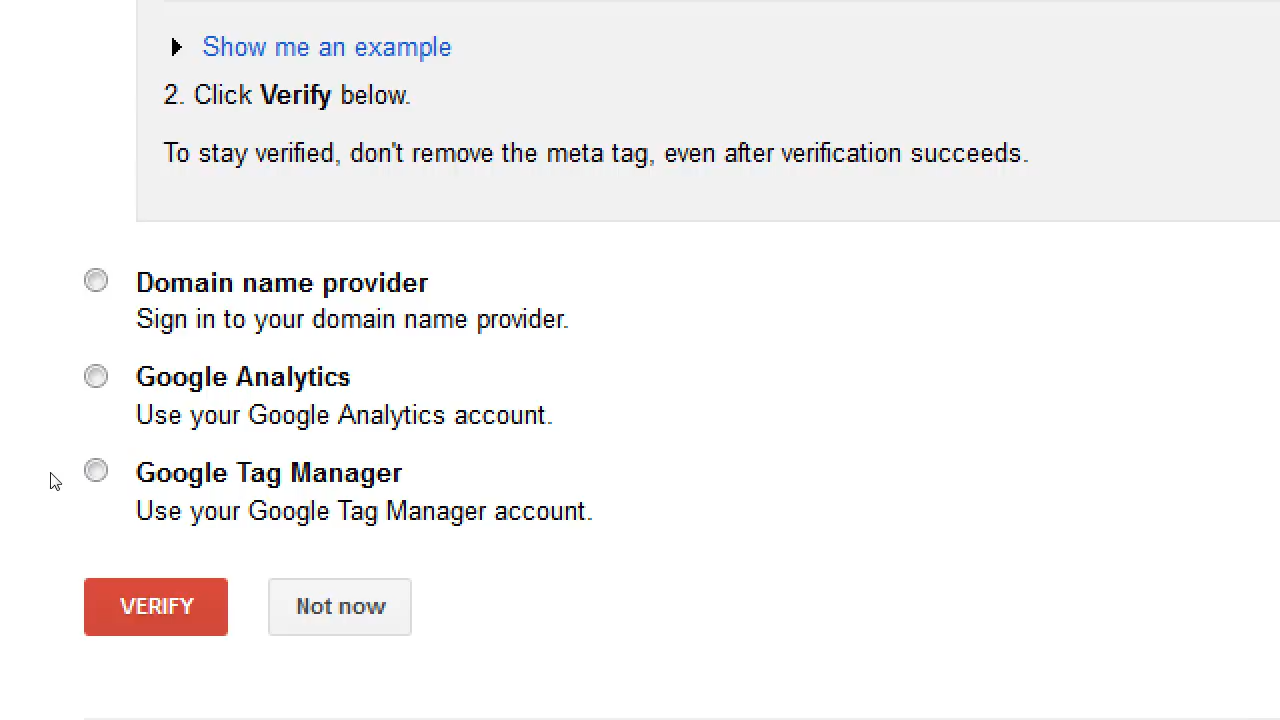 Show me an example
2. Click Verify below.
To stay verified, don't remove the meta tag, even after verification succeeds.
Domain name provider
Sign in to your domain name provider.
Google Analytics
Use your Google Analytics account.
Google Tag Manager
Use your Google Tag Manager account.
VERIFY Not now